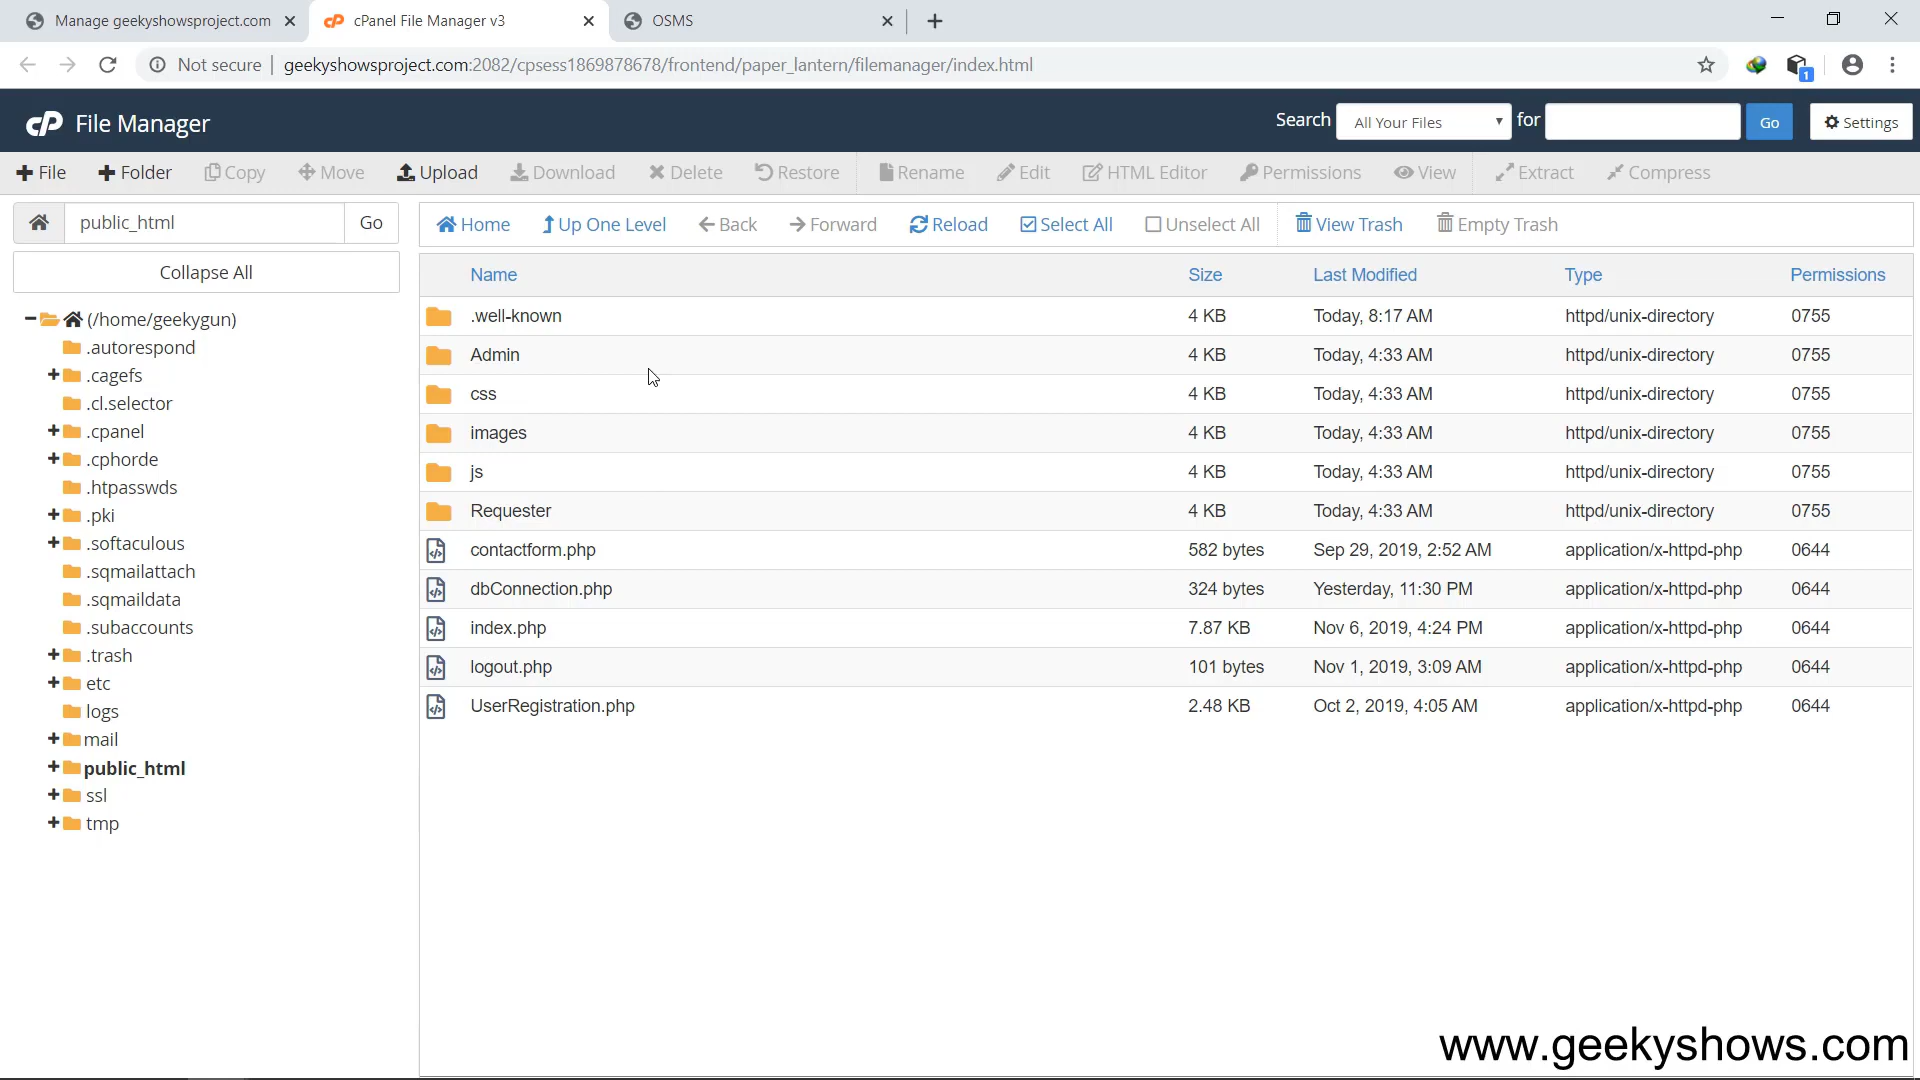 Manage geekyshowsproject.com
cPanel File Manager v3
OSMS
Not secure | geekyshowsproject.com:2082/cpsess1869878678/frontend/paper_lantern/filemanager/index.html
1
cP File Manager
Search All Your Files for Go Settings
File Folder Copy Move Upload Download Delete Restore Rename Edit HTML Editor Permissions View Extract Compress
public_html Go
Home Up One Level Back Forward Reload Select All Unselect All View Trash Empty Trash
Collapse All
(/home/geekygun)
.autorespond
.cagefs
.cl.selector
.cpanel
.cphorde
.htpasswds
.pki
.softaculous
.sqmailattach
.sqmaildata
.subaccounts
.trash
etc
logs
mail
public_html
ssl
tmp
Name Size Last Modified Type Permissions
.well-known 4 KB Today, 8:17 AM httpd/unix-directory 0755
Admin 4 KB Today, 4:33 AM httpd/unix-directory 0755
css 4 KB Today, 4:33 AM httpd/unix-directory 0755
images 4 KB Today, 4:33 AM httpd/unix-directory 0755
js 4 KB Today, 4:33 AM httpd/unix-directory 0755
Requester 4 KB Today, 4:33 AM httpd/unix-directory 0755
contactform.php 582 bytes Sep 29, 2019, 2:52 AM application/x-httpd-php 0644
dbConnection.php 324 bytes Yesterday, 11:30 PM application/x-httpd-php 0644
index.php 7.87 KB Nov 6, 2019, 4:24 PM application/x-httpd-php 0644
logout.php 101 bytes Nov 1, 2019, 3:09 AM application/x-httpd-php 0644
UserRegistration.php 2.48 KB Oct 2, 2019, 4:05 AM application/x-httpd-php 0644
www.geekyshows.com